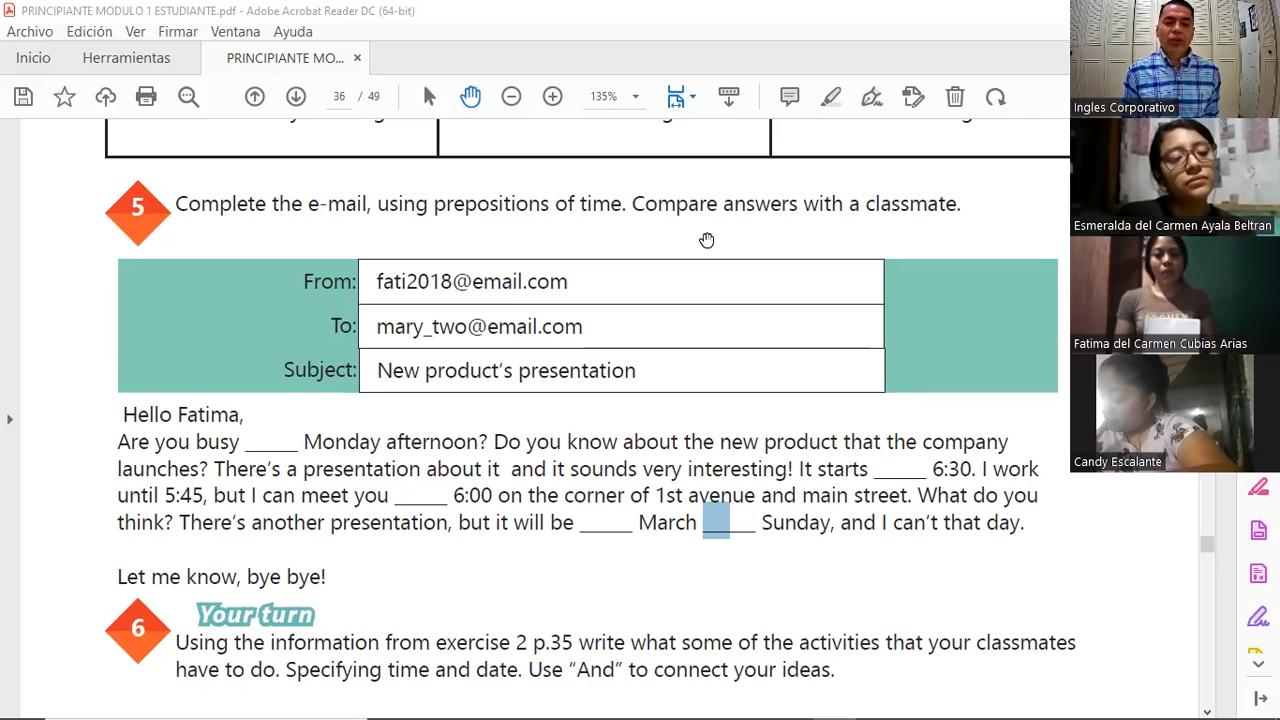 PRINCIPIANTE MODULO 1 ESTUDIANTE.pdf - Adobe Acrobat Reader DC (64-bit)
Archivo Edición Ver Firmar Ventana Ayuda
Inicio Herramientas PRINCIPIANTE MO... ×
36 / 49 135%
5 Complete the e-mail, using prepositions of time. Compare answers with a classmate.
From: fati2018@email.com
To: mary_two@email.com
Subject: New product's presentation
Hello Fatima,
Are you busy _____ Monday afternoon? Do you know about the new product that the company
launches? There's a presentation about it and it sounds very interesting! It starts _____ 6:30. I work
until 5:45, but I can meet you _____ 6:00 on the corner of 1st avenue and main street. What do you
think? There's another presentation, but it will be _____ March _____ Sunday, and I can't that day.
Let me know, bye bye!
6 Your turn
Using the information from exercise 2 p.35 write what some of the activities that your classmates
have to do. Specifying time and date. Use “And” to connect your ideas.
Ingles Corporativo
Esmeralda del Carmen Ayala Beltran
Fatima del Carmen Cubias Arias
Candy Escalante